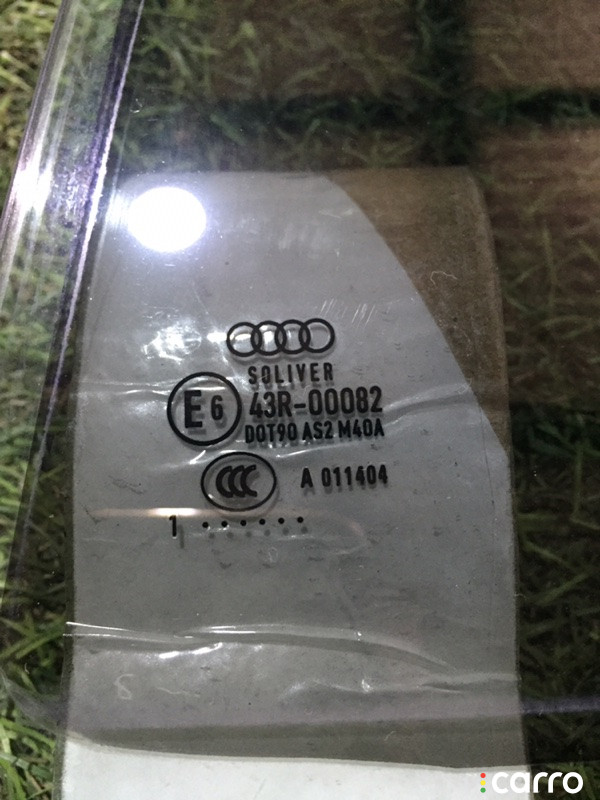 SOLIVER
E6
43R-00082
DOT90 AS2 M40A
CCC
A 011404
1 ......
carro